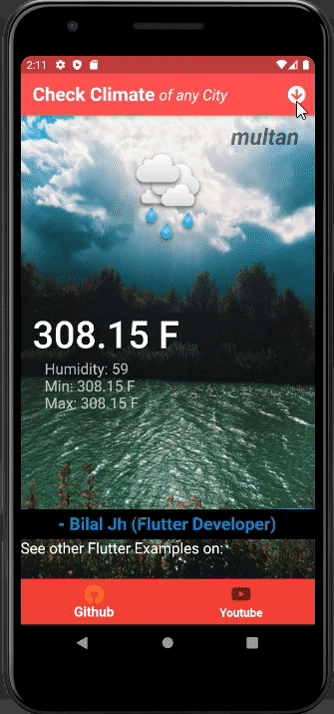 2:11
Check Climate of any City
multan
308.15 F
Humidity: 59
Min: 308.15 F
Max: 308.15 F
- Bilal Jh (Flutter Developer)
See other Flutter Examples on:
Github
Youtube